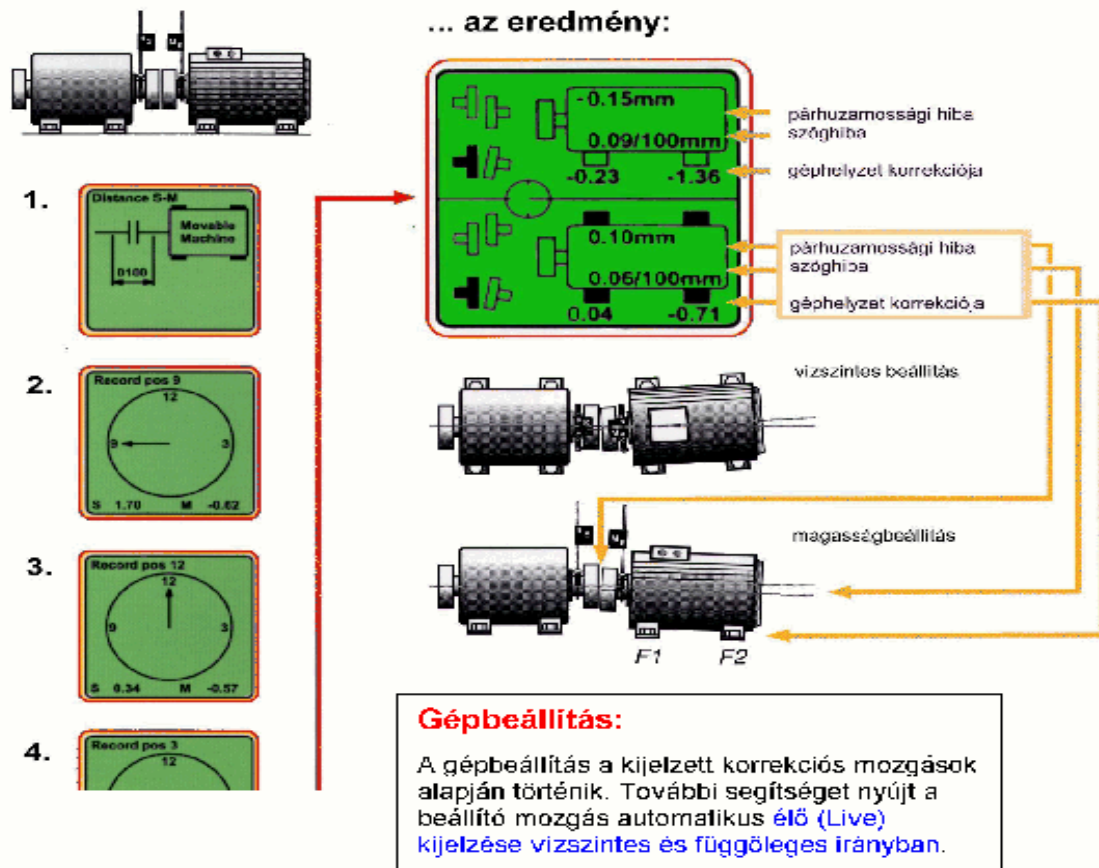 ... az eredmény:
-0.15mm
0.09/100mm
-0.23 -1.36
0.10mm
0.06/100mm
0.04 -0.71
párhuzamossági hiba
szöghiba
géphelyzet korrekciója
párhuzamossági hiba
szöghiba
géphelyzet korrekciója
1.
Distance S-M
Movable
Machine
0100
2.
Record pos 9
12
9 3
S 1.70 M -0.62
3.
Record pos 12
12
9 3
S 0.34 M -0.57
4.
Record pos 3
12
vizszintes beállítás
magasságbeállítás
F1 F2
Gépbeállítás:
A gépbeállítás a kijelzett korrekciós mozgások
alapján történik. További segítséget nyújt a
beállító mozgás automatikus élő (Live)
kijelzése vizszintes és függöleges irányban.